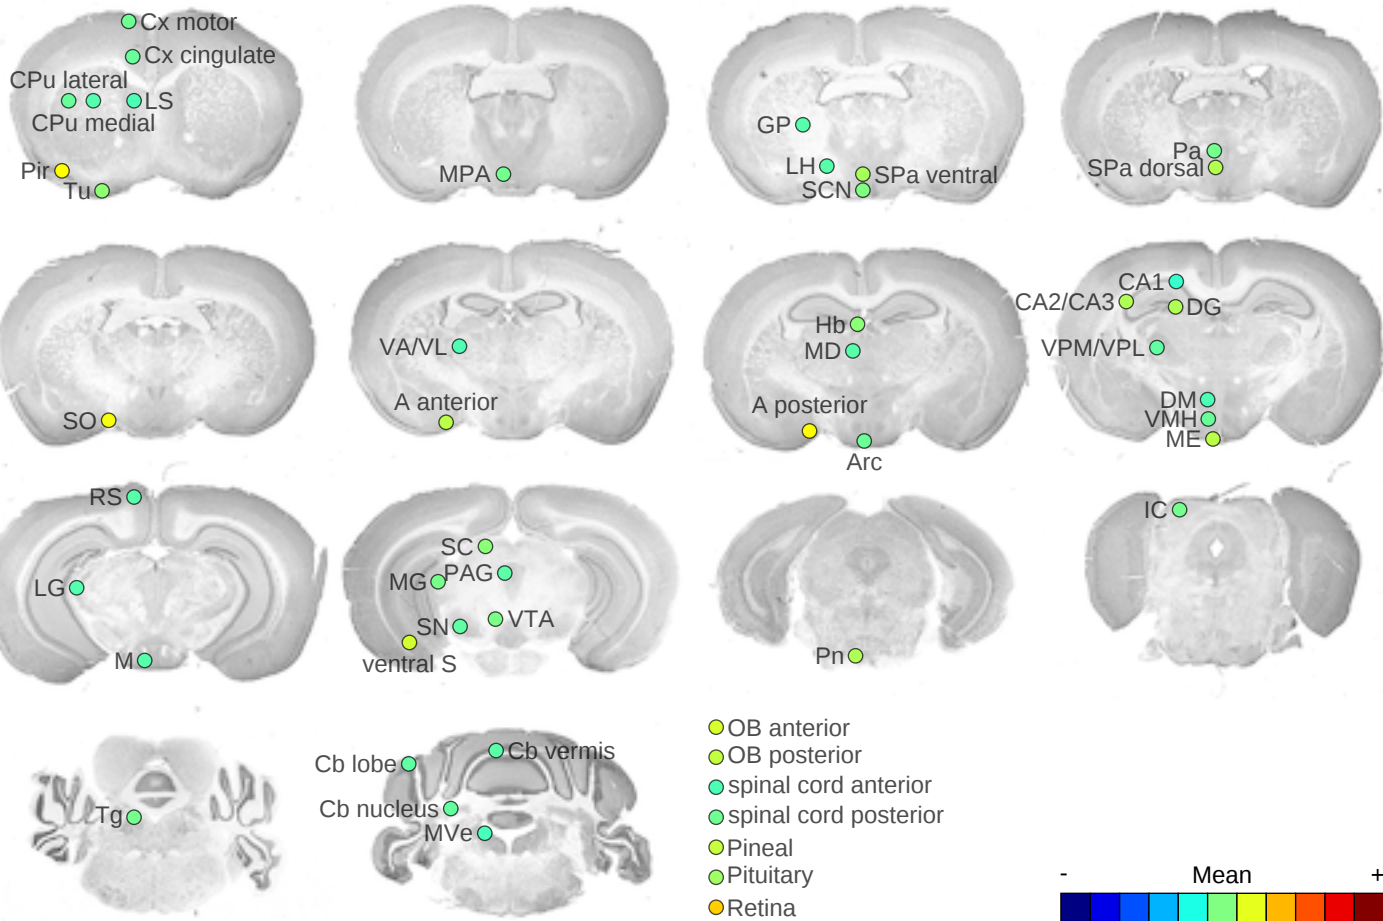 Cx motor
Cx cingulate
CPu lateral
LS
CPu medial
Pir
Tu
MPA
GP
LH
SPa ventral
SCN
Pa
SPa dorsal
SO
VA/VL
A anterior
Hb
MD
A posterior
Arc
CA1
CA2/CA3
DG
VPM/VPL
DM
VMH
ME
RS
LG
M
SC
MG
PAG
SN
VTA
ventral S
Pn
IC
Tg
Cb lobe
Cb vermis
Cb nucleus
MVe
OB anterior
OB posterior
spinal cord anterior
spinal cord posterior
Pineal
Pituitary
Retina
- Mean +